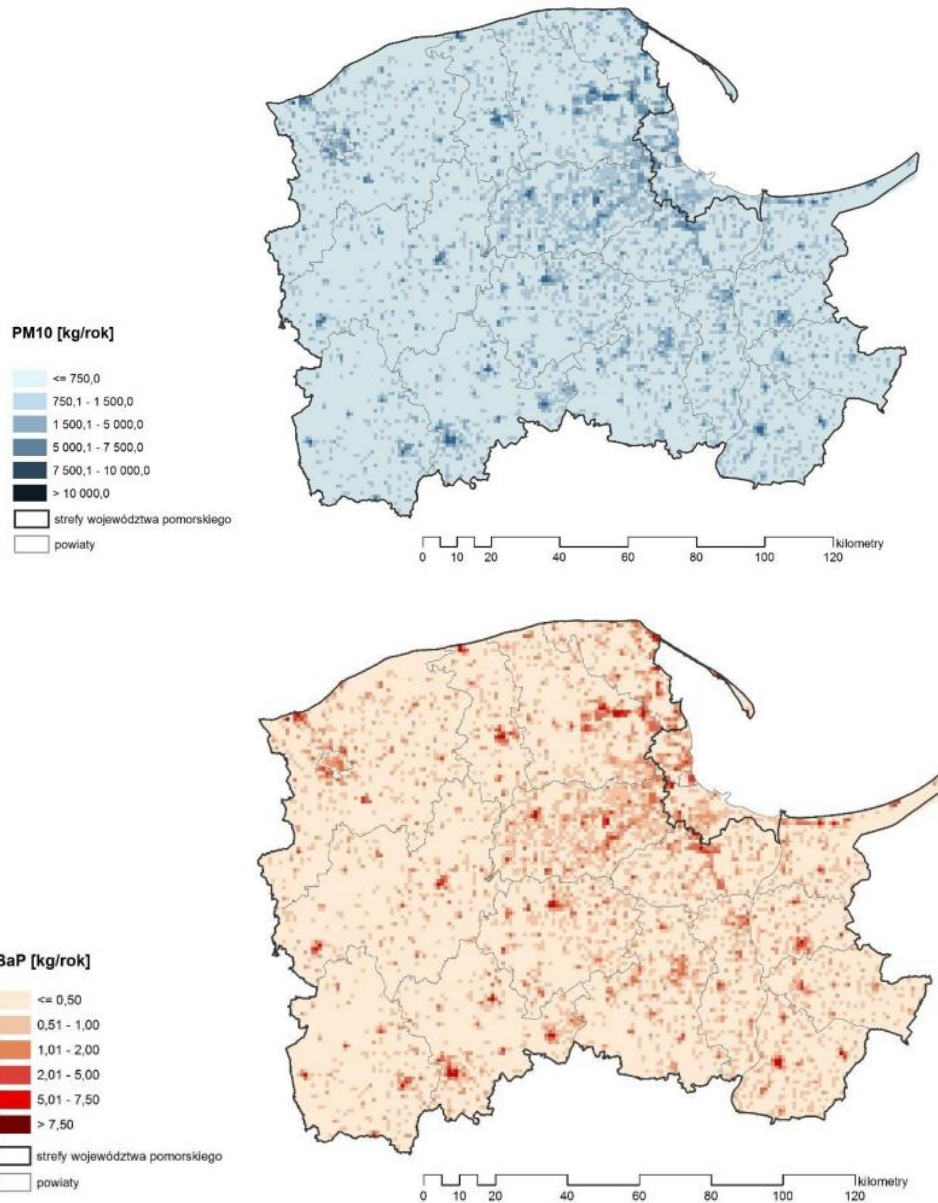 PM10 [kg/rok]
<= 750,0
750,1 - 1 500,0
1 500,1 - 5 000,0
5 000,1 - 7 500,0
7 500,1 - 10 000,0
> 10 000,0
strefy województwa pomorskiego
powiaty
kilometry
0 10 20 40 60 80 100 120
BaP [kg/rok]
<= 0,50
0,51 - 1,00
1,01 - 2,00
2,01 - 5,00
5,01 - 7,50
> 7,50
strefy województwa pomorskiego
powiaty
kilometry
0 10 20 40 60 80 100 120